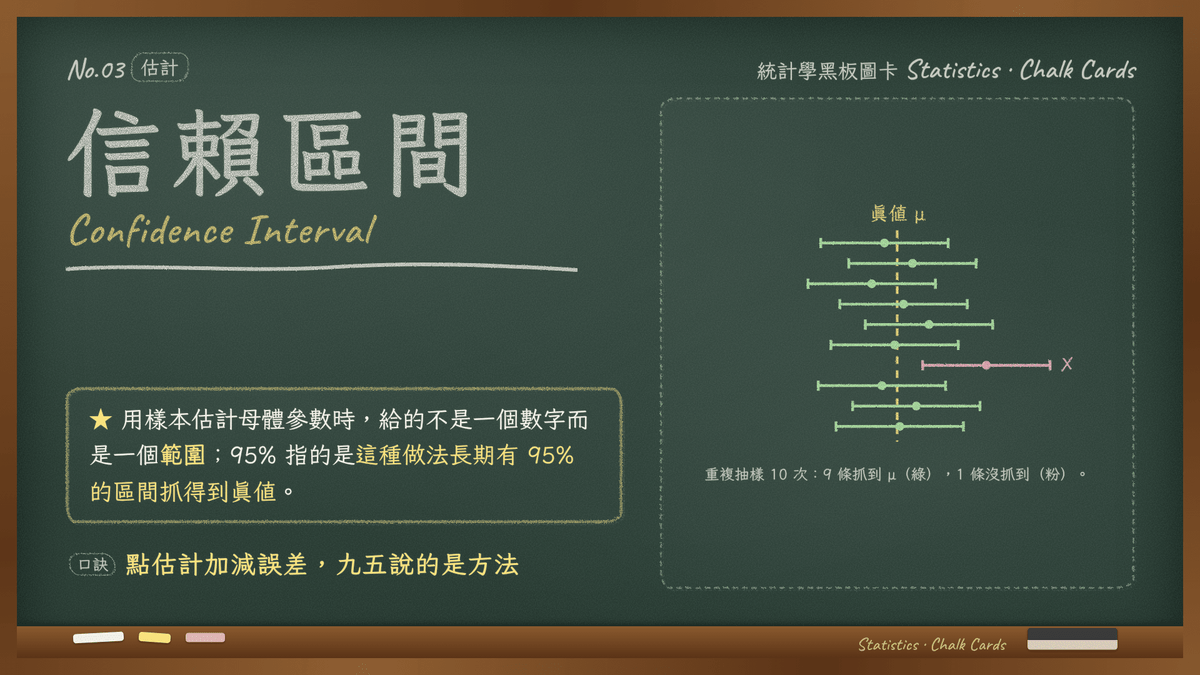 No.03 估計
統計學黑板圖卡 Statistics · Chalk Cards
信賴區間
Confidence Interval
★ 用樣本估計母體參數時，給的不是一個數字而
是一個範圍；95% 指的是這種做法長期有 95%
的區間抓得到真值。
口訣 點估計加減誤差，九五說的是方法
真值 μ
X
重複抽樣 10 次：9 條抓到 μ（綠），1 條沒抓到（粉）。
Statistics · Chalk Cards